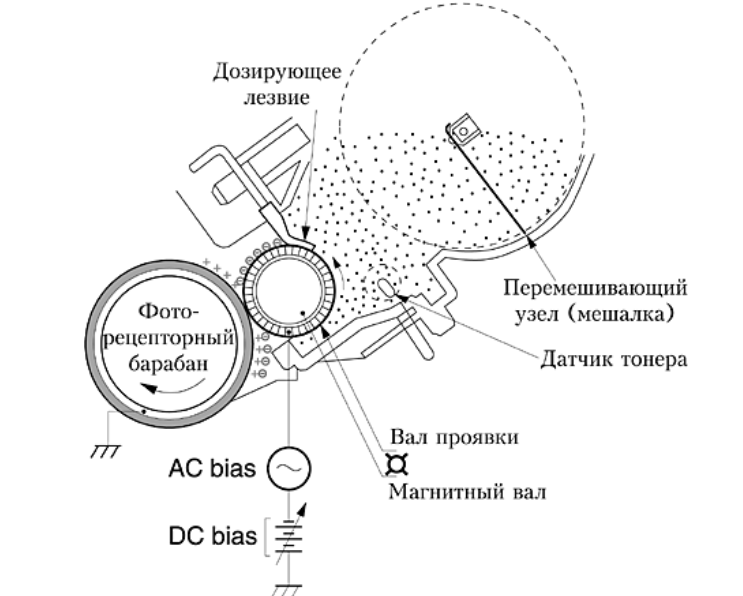 Дозирующее
лезвие
Перемешивающий
узел (мешалка)
Фото-
рецепторный
барабан
Датчик тонера
Вал проявки
Магнитный вал
AC bias
DC bias